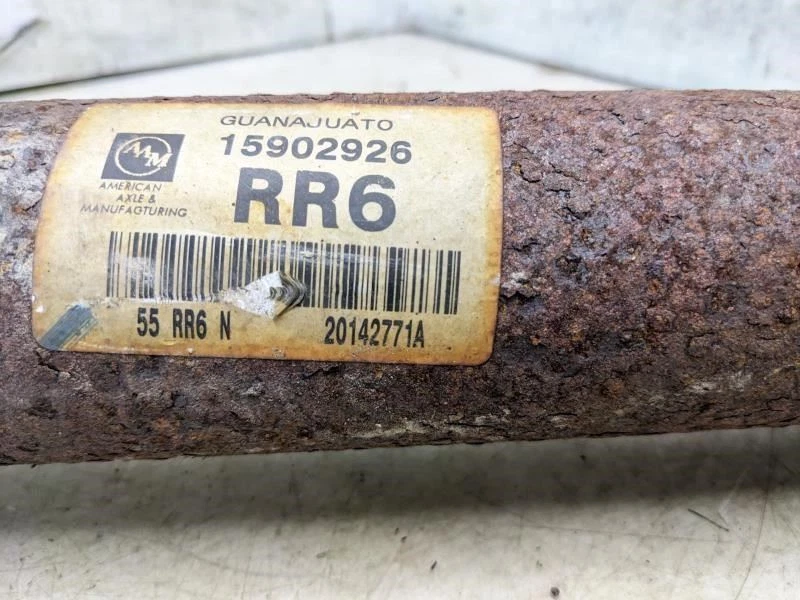 GUANAJUATO
15902926
AAM
RR6
AMERICAN
AXLE &
MANUFACTURING
55 RR6 N
20142771A